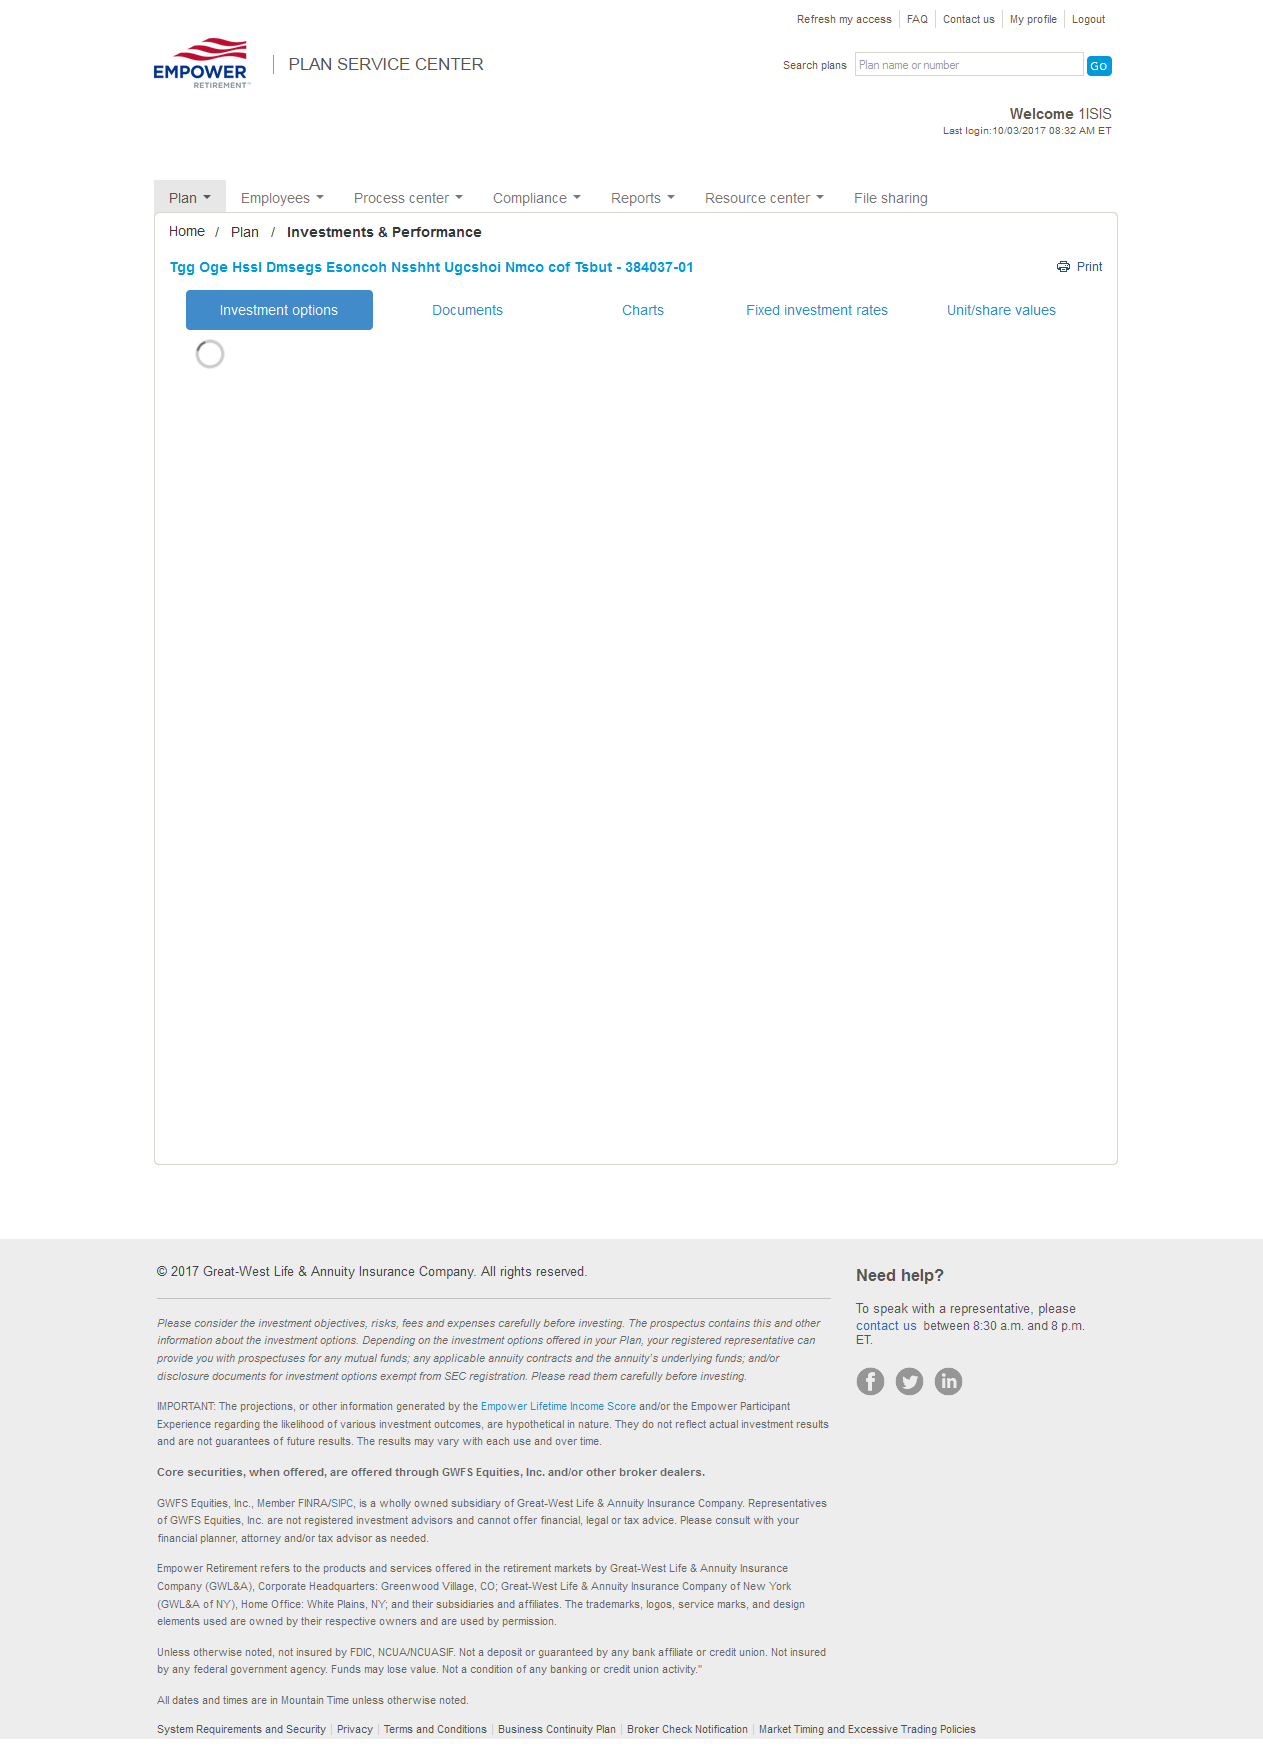 Refresh my access FAQ Contact us My profile Logout
EMPOWER
RETIREMENT™
PLAN SERVICE CENTER
Search plans Plan name or number Go
Welcome 1ISIS
Last login:10/03/2017 08:32 AM ET
Plan Employees Process center Compliance Reports Resource center File sharing
Home / Plan / Investments & Performance
Tgg Oge Hssl Dmsegs Esoncoh Nsshht Ugcshoi Nmco cof Tsbut - 384037-01
Print
Investment options Documents Charts Fixed investment rates Unit/share values
© 2017 Great-West Life & Annuity Insurance Company. All rights reserved.
Please consider the investment objectives, risks, fees and expenses carefully before investing. The prospectus contains this and other
information about the investment options. Depending on the investment options offered in your Plan, your registered representative can
provide you with prospectuses for any mutual funds; any applicable annuity contracts and the annuity's underlying funds; and/or
disclosure documents for investment options exempt from SEC registration. Please read them carefully before investing.
IMPORTANT: The projections, or other information generated by the Empower Lifetime Income Score and/or the Empower Participant
Experience regarding the likelihood of various investment outcomes, are hypothetical in nature. They do not reflect actual investment results
and are not guarantees of future results. The results may vary with each use and over time.
Core securities, when offered, are offered through GWFS Equities, Inc. and/or other broker dealers.
GWFS Equities, Inc., Member FINRA/SIPC, is a wholly owned subsidiary of Great-West Life & Annuity Insurance Company. Representatives
of GWFS Equities, Inc. are not registered investment advisors and cannot offer financial, legal or tax advice. Please consult with your
financial planner, attorney and/or tax advisor as needed.
Empower Retirement refers to the products and services offered in the retirement markets by Great-West Life & Annuity Insurance
Company (GWL&A), Corporate Headquarters: Greenwood Village, CO; Great-West Life & Annuity Insurance Company of New York
(GWL&A of NY), Home Office: White Plains, NY; and their subsidiaries and affiliates. The trademarks, logos, service marks, and design
elements used are owned by their respective owners and are used by permission.
Unless otherwise noted, not insured by FDIC, NCUA/NCUASIF. Not a deposit or guaranteed by any bank affiliate or credit union. Not insured
by any federal government agency. Funds may lose value. Not a condition of any banking or credit union activity."
All dates and times are in Mountain Time unless otherwise noted.
System Requirements and Security Privacy Terms and Conditions Business Continuity Plan Broker Check Notification Market Timing and Excessive Trading Policies
Need help?
To speak with a representative, please
contact us between 8:30 a.m. and 8 p.m.
ET.